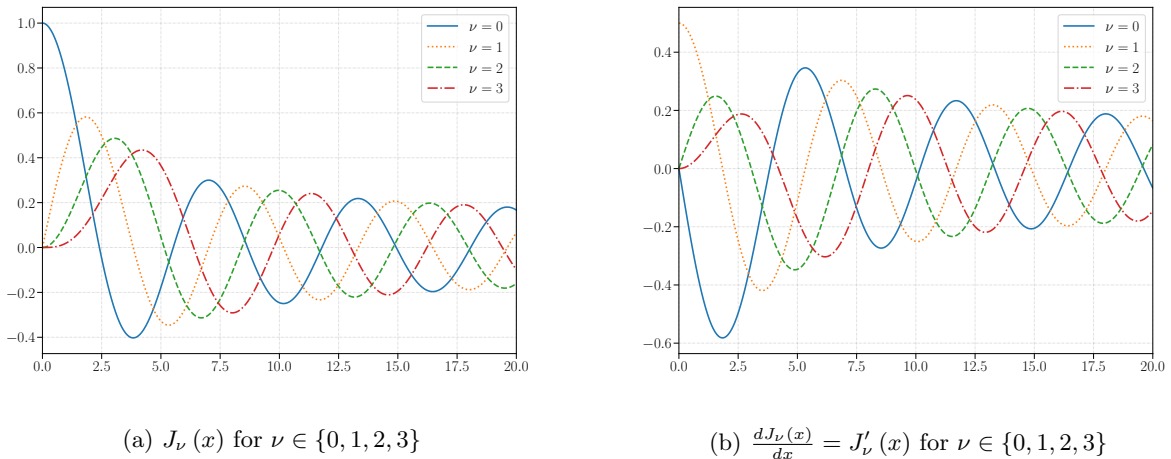 1.0
0.8
0.6
0.4
0.2
0.0
−0.2
−0.4
0.0 2.5 5.0 7.5 10.0 12.5 15.0 17.5 20.0
ν = 0
ν = 1
ν = 2
ν = 3
0.4
0.2
0.0
−0.2
−0.4
−0.6
0.0 2.5 5.0 7.5 10.0 12.5 15.0 17.5 20.0
ν = 0
ν = 1
ν = 2
ν = 3
(a) Jν (x) for ν ∈ {0, 1, 2, 3}
(b) dJν(x)/dx = J′ν (x) for ν ∈ {0, 1, 2, 3}